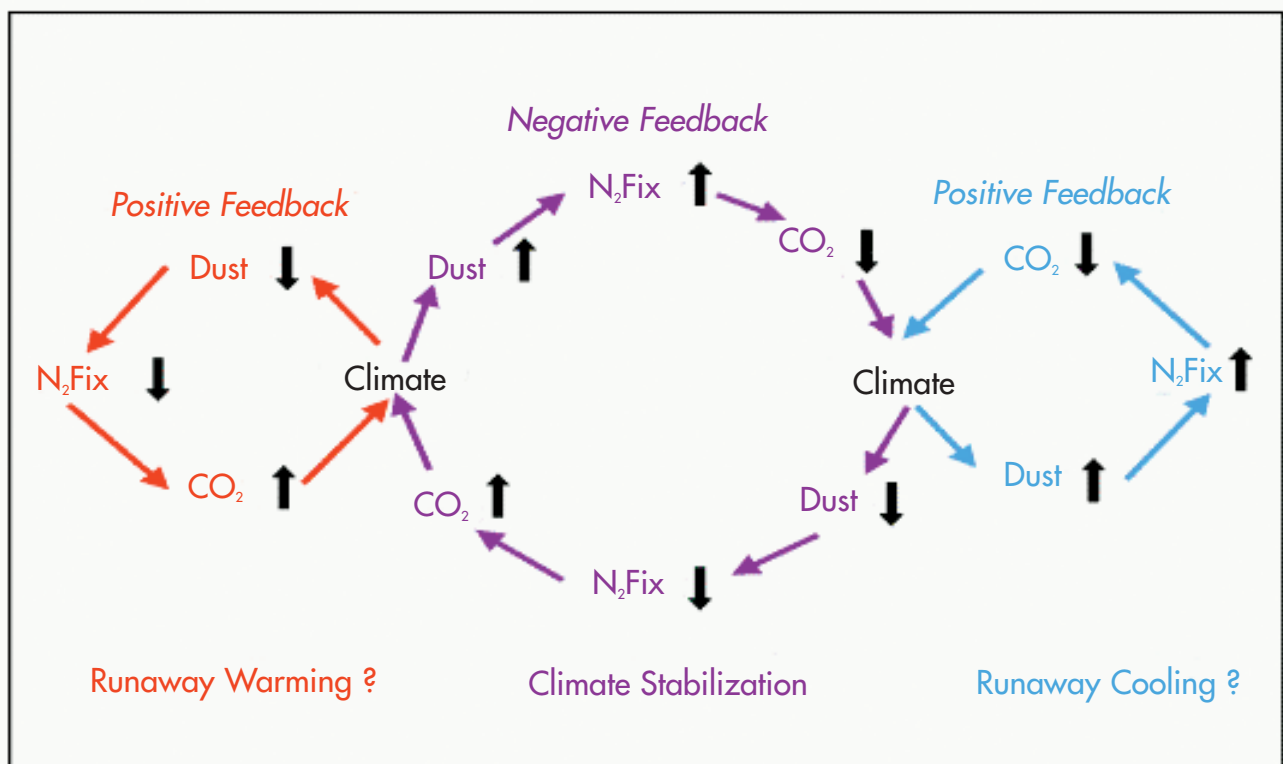 Negative Feedback
N₂Fix
Positive Feedback
Positive Feedback
CO₂
CO₂
Dust
Dust
N₂Fix
Climate
Climate
N₂Fix
CO₂
CO₂
Dust
Dust
N₂Fix
Runaway Warming ?
Climate Stabilization
Runaway Cooling ?